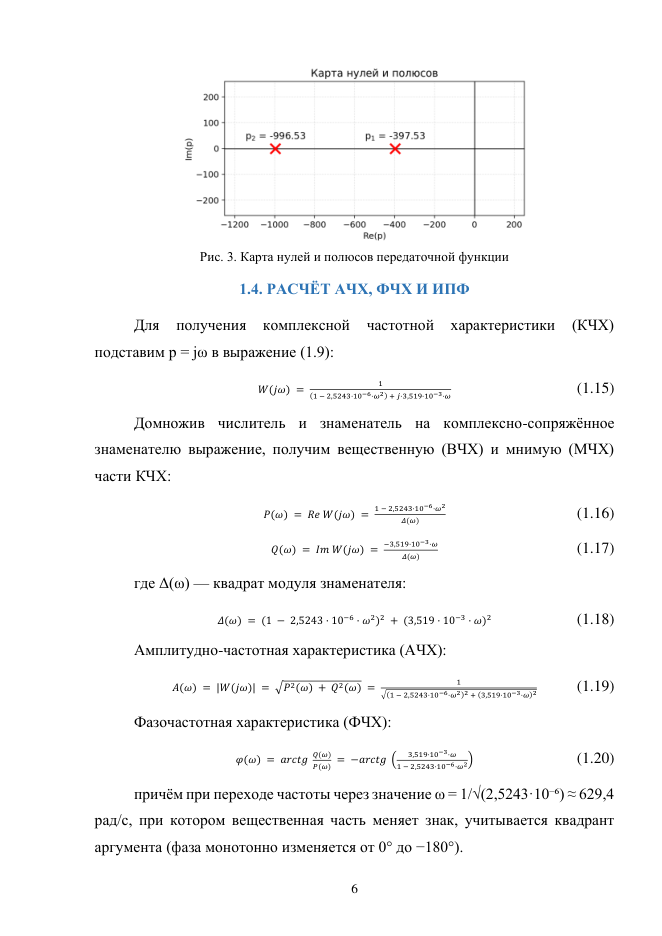 Карта нулей и полюсов
200
100
0
−100
−200
Im(p)
p₂ = -996.53
p₁ = -397.53
−1200 −1000 −800 −600 −400 −200 0 200
Re(p)
Рис. 3. Карта нулей и полюсов передаточной функции
1.4. РАСЧЁТ АЧХ, ФЧХ И ИПФ
Для получения комплексной частотной характеристики (КЧХ)
подставим p = jω в выражение (1.9):
W(jω) = 1 / ((1 − 2,5243·10⁻⁶·ω²) + j·3,519·10⁻³·ω) (1.15)
Домножив числитель и знаменатель на комплексно-сопряжённое
знаменателю выражение, получим вещественную (ВЧХ) и мнимую (МЧХ)
части КЧХ:
P(ω) = Re W(jω) = (1 − 2,5243·10⁻⁶·ω²) / Δ(ω) (1.16)
Q(ω) = Im W(jω) = (−3,519·10⁻³·ω) / Δ(ω) (1.17)
где Δ(ω) — квадрат модуля знаменателя:
Δ(ω) = (1 − 2,5243 · 10⁻⁶ · ω²)² + (3,519 · 10⁻³ · ω)² (1.18)
Амплитудно-частотная характеристика (АЧХ):
A(ω) = |W(jω)| = √(P²(ω) + Q²(ω)) = 1 / √((1 − 2,5243·10⁻⁶·ω²)² + (3,519·10⁻³·ω)²) (1.19)
Фазочастотная характеристика (ФЧХ):
φ(ω) = arctg Q(ω)/P(ω) = −arctg (3,519·10⁻³·ω / (1 − 2,5243·10⁻⁶·ω²)) (1.20)
причём при переходе частоты через значение ω = 1/√(2,5243·10⁻⁶) ≈ 629,4
рад/с, при котором вещественная часть меняет знак, учитывается квадрант
аргумента (фаза монотонно изменяется от 0° до −180°).
6